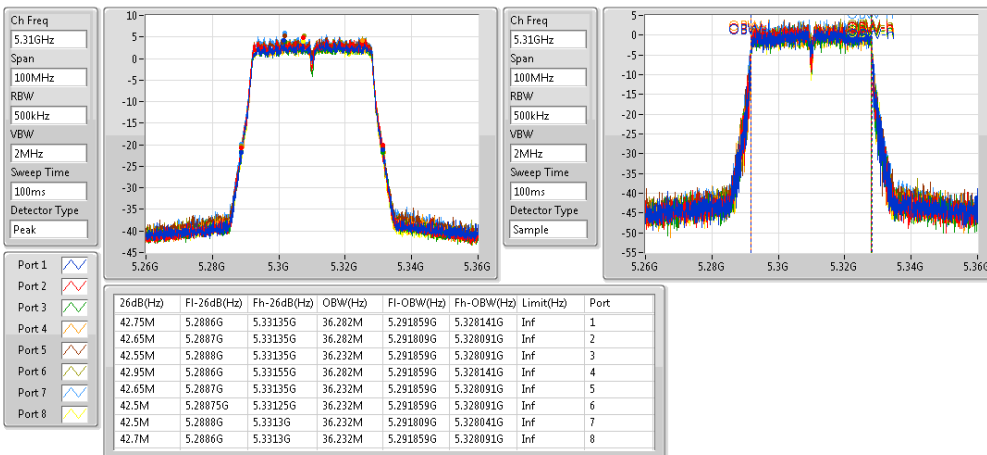 Ch Freq
5.31GHz
Span
100MHz
RBW
500kHz
VBW
2MHz
Sweep Time
100ms
Detector Type
Peak
10
5
0
-5
-10
-15
-20
-25
-30
-35
-40
-45
5.26G 5.28G 5.3G 5.32G 5.34G 5.36G
Ch Freq
5.31GHz
Span
100MHz
RBW
500kHz
VBW
2MHz
Sweep Time
100ms
Detector Type
Sample
5
0
-5
-10
-15
-20
-25
-30
-35
-40
-45
-50
-55
5.26G 5.28G 5.3G 5.32G 5.34G 5.36G
Port 1
Port 2
Port 3
Port 4
Port 5
Port 6
Port 7
Port 8
26dB(Hz) Fl-26dB(Hz) Fh-26dB(Hz) OBW(Hz) Fl-OBW(Hz) Fh-OBW(Hz) Limit(Hz) Port
42.75M 5.2886G 5.33135G 36.282M 5.291859G 5.328141G Inf 1
42.65M 5.2887G 5.33135G 36.282M 5.291809G 5.328091G Inf 2
42.55M 5.2888G 5.33135G 36.232M 5.291859G 5.328091G Inf 3
42.95M 5.2886G 5.33155G 36.282M 5.291859G 5.328141G Inf 4
42.65M 5.2887G 5.33135G 36.232M 5.291859G 5.328091G Inf 5
42.5M 5.28875G 5.33125G 36.232M 5.291859G 5.328091G Inf 6
42.5M 5.2888G 5.3313G 36.232M 5.291809G 5.328041G Inf 7
42.7M 5.2886G 5.3313G 36.232M 5.291859G 5.328091G Inf 8